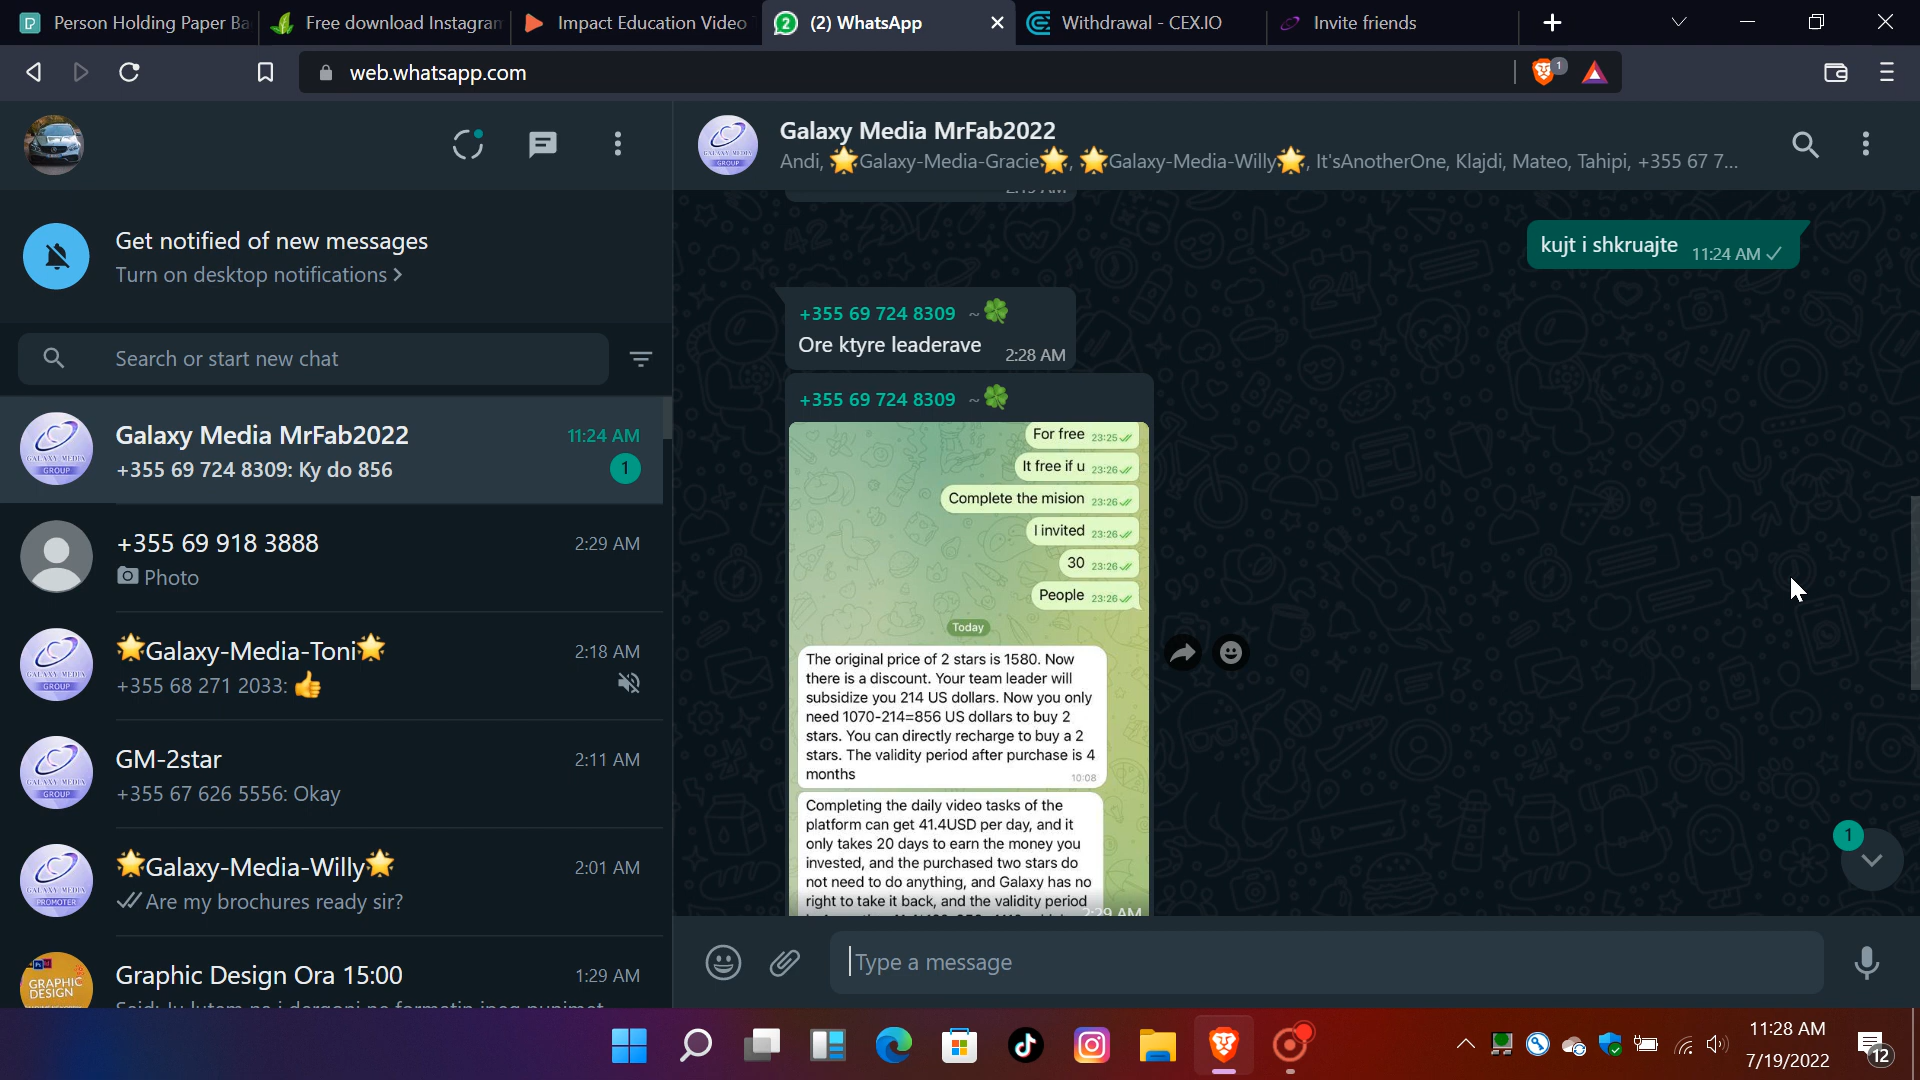 Person Holding Paper Ba
Free download Instagram
Impact Education Video
(2) WhatsApp
Withdrawal - CEX.IO
Invite friends
web.whatsapp.com
1
Galaxy Media MrFab2022
Andi, 🌟Galaxy-Media-Gracie🌟, 🌟Galaxy-Media-Willy🌟, It'sAnotherOne, Klajdi, Mateo, Tahipi, +355 67 7...
Get notified of new messages
Turn on desktop notifications >
Search or start new chat
Galaxy Media MrFab2022
11:24 AM
+355 69 724 8309: Ky do 856
1
+355 69 918 3888
2:29 AM
Photo
🌟Galaxy-Media-Toni🌟
2:18 AM
+355 68 271 2033: 👍
GM-2star
2:11 AM
+355 67 626 5556: Okay
🌟Galaxy-Media-Willy🌟
2:01 AM
Are my brochures ready sir?
Graphic Design Ora 15:00
1:29 AM
GALAXY MEDIA
GROUP
PROMOTER
GRAPHIC
DESIGN
kujt i shkruajte 11:24 AM
+355 69 724 8309 ~🍀
Ore ktyre leaderave 2:28 AM
+355 69 724 8309 ~🍀
For free 23:25
It free if u 23:26
Complete the mision 23:26
I invited 23:26
30 23:26
People 23:26
Today
The original price of 2 stars is 1580. Now
there is a discount. Your team leader will
subsidize you 214 US dollars. Now you only
need 1070-214=856 US dollars to buy 2
stars. You can directly recharge to buy a 2
stars. The validity period after purchase is 4
months
10:08
Completing the daily video tasks of the
platform can get 41.4USD per day, and it
only takes 20 days to earn the money you
invested, and the purchased two stars do
not need to do anything, and Galaxy has no
right to take it back, and the validity period
2:29 AM
1
Type a message
11:28 AM
7/19/2022
12